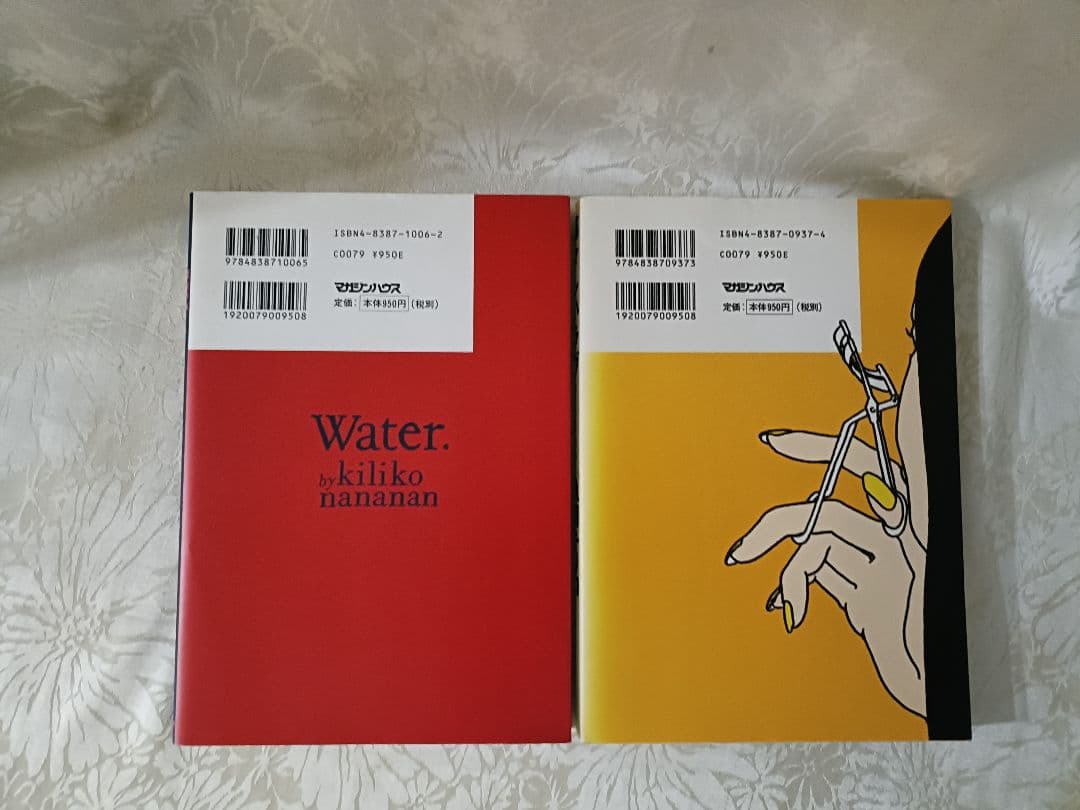 ISBN4-8387-1006-2
9784838710065
C0079 ¥950E
マガジンハウス
定価：本体950円（税別）
1920079009508
Water.
by kiliko
nananan
ISBN4-8387-0937-4
9784838709373
C0079 ¥950E
マガジンハウス
定価：本体950円（税別）
1920079009508